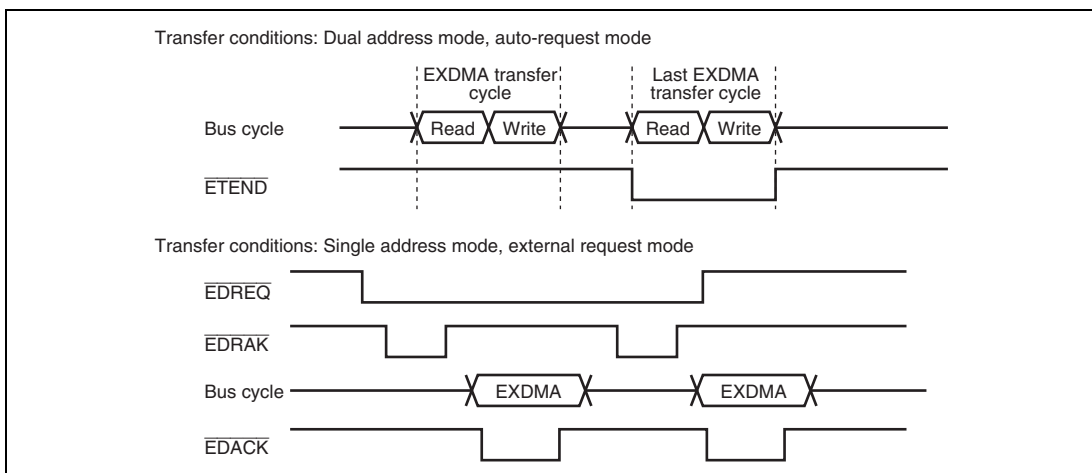 Transfer conditions: Dual address mode, auto-request mode
EXDMA transfer
cycle
Last EXDMA
transfer cycle
Bus cycle
Read
Write
Read
Write
ETEND
Transfer conditions: Single address mode, external request mode
EDREQ
EDRAK
Bus cycle
EXDMA
EXDMA
EDACK